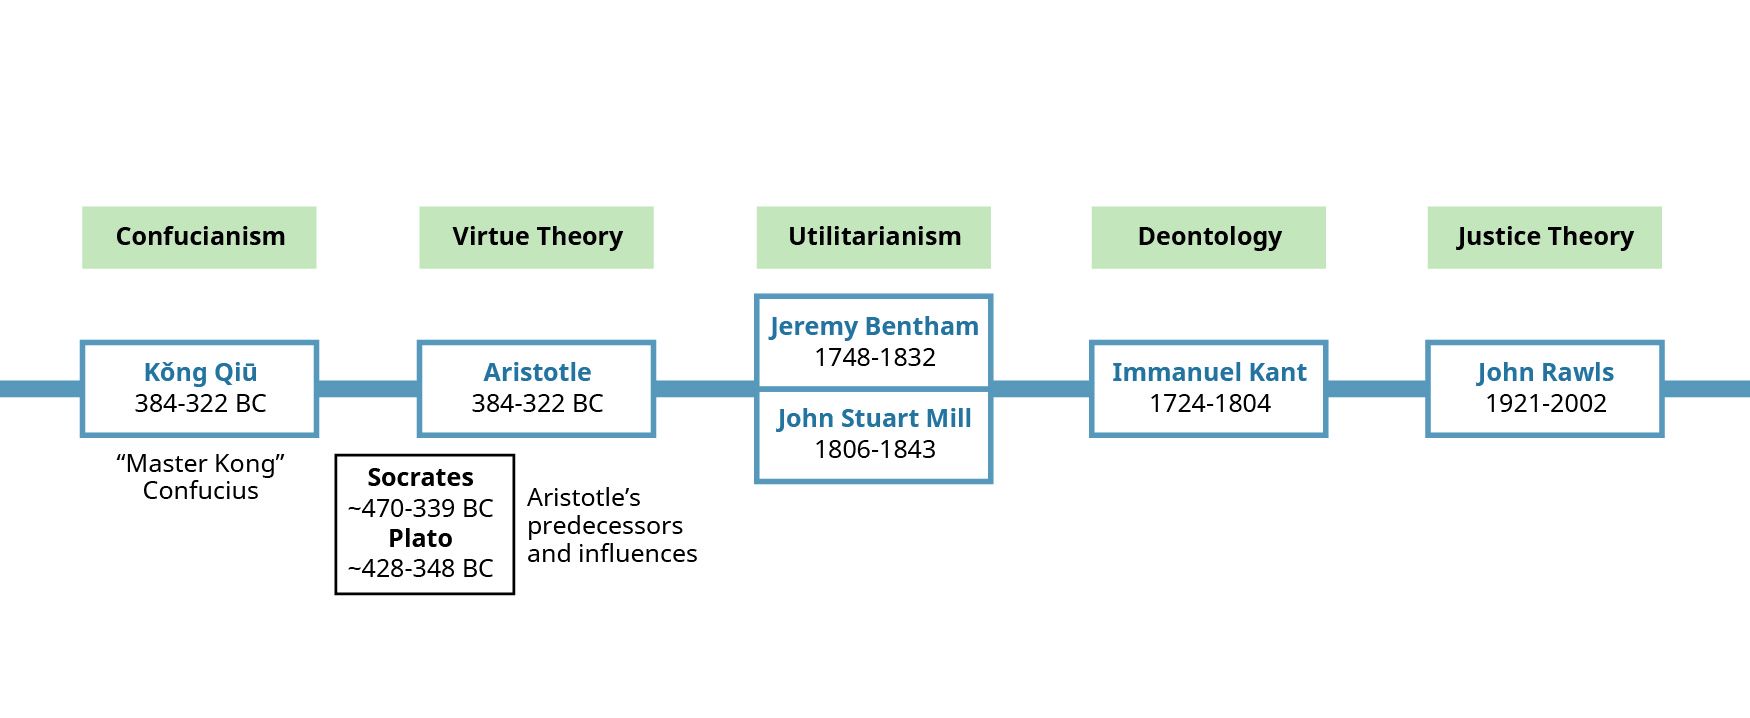 Confucianism
Virtue Theory
Utilitarianism
Deontology
Justice Theory
Kǒng Qiū
384-322 BC
“Master Kong”
Confucius
Aristotle
384-322 BC
Socrates
~470-339 BC
Plato
~428-348 BC
Aristotle’s
predecessors
and influences
Jeremy Bentham
1748-1832
John Stuart Mill
1806-1843
Immanuel Kant
1724-1804
John Rawls
1921-2002